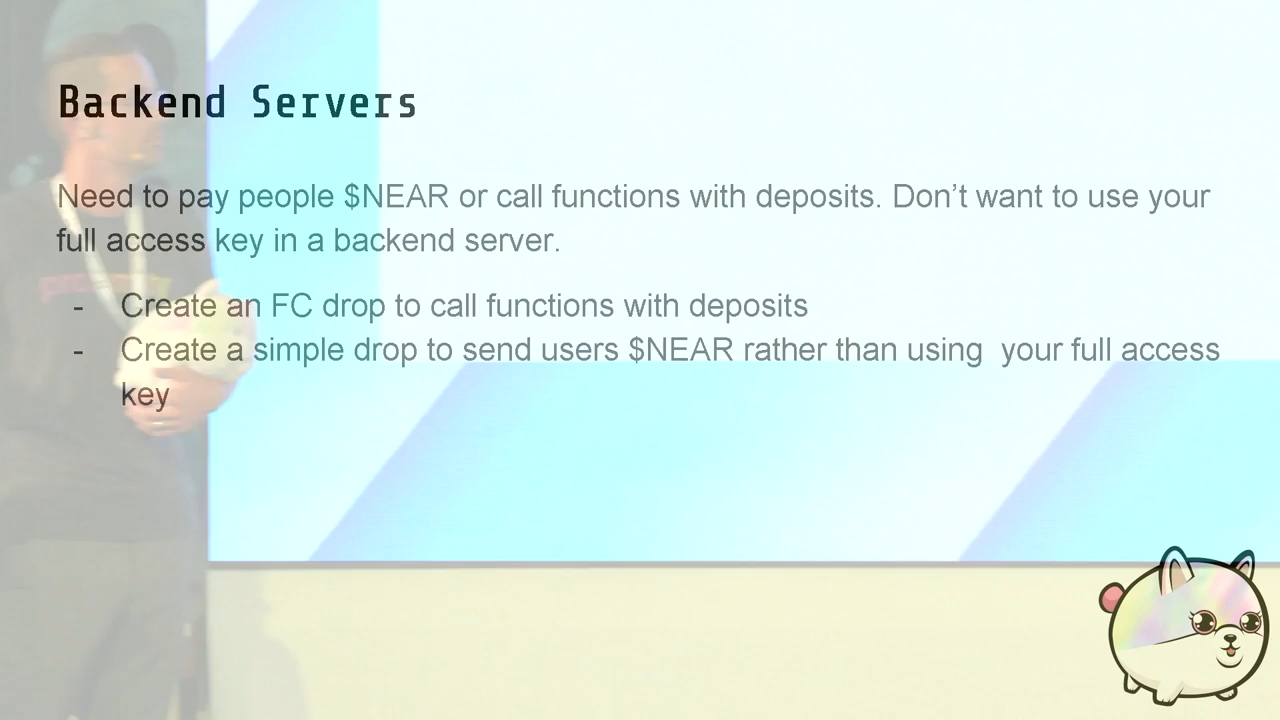 Backend Servers
Need to pay people $NEAR or call functions with deposits. Don’t want to use your
full access key in a backend server.
- Create an FC drop to call functions with deposits
- Create a simple drop to send users $NEAR rather than using  your full access
key